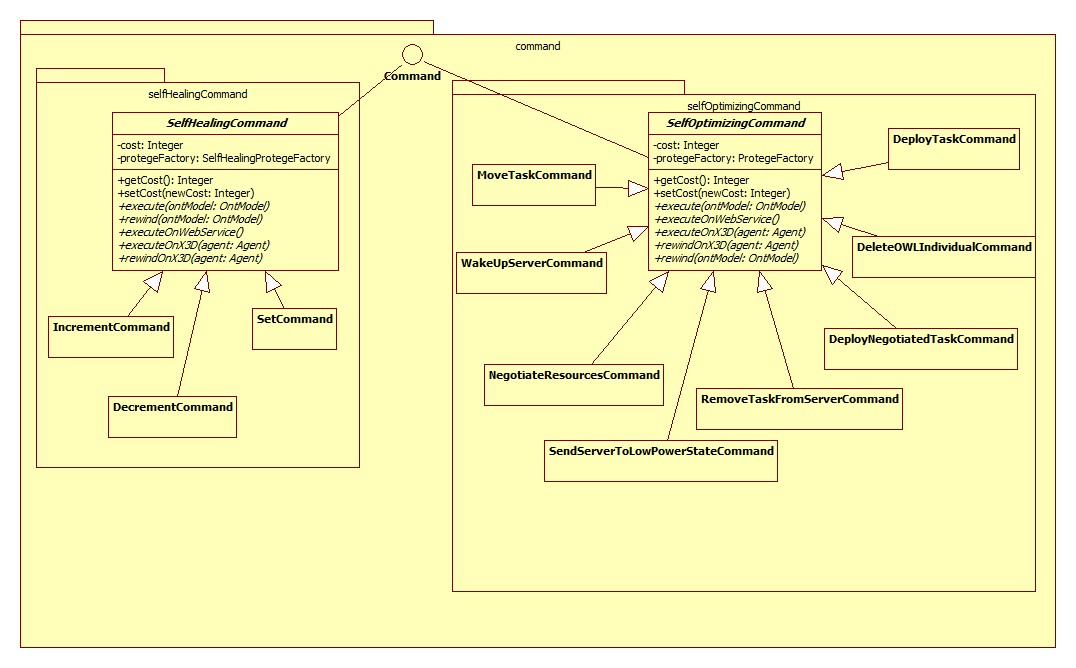 command
Command
selfHealingCommand
SelfHealingCommand
-cost: Integer
-protegeFactory: SelfHealingProtegeFactory
+getCost(): Integer
+setCost(newCost: Integer)
+execute(ontModel: OntModel)
+rewind(ontModel: OntModel)
+executeOnWebService()
+executeOnX3D(agent: Agent)
+rewindOnX3D(agent: Agent)
IncrementCommand
SetCommand
DecrementCommand
selfOptimizingCommand
SelfOptimizingCommand
-cost: Integer
-protegeFactory: ProtegeFactory
+getCost(): Integer
+setCost(newCost: Integer)
+execute(ontModel: OntModel)
+executeOnWebService()
+executeOnX3D(agent: Agent)
+rewindOnX3D(agent: Agent)
+rewind(ontModel: OntModel)
DeployTaskCommand
MoveTaskCommand
DeleteOWLIndividualCommand
WakeUpServerCommand
DeployNegotiatedTaskCommand
NegotiateResourcesCommand
RemoveTaskFromServerCommand
SendServerToLowPowerStateCommand